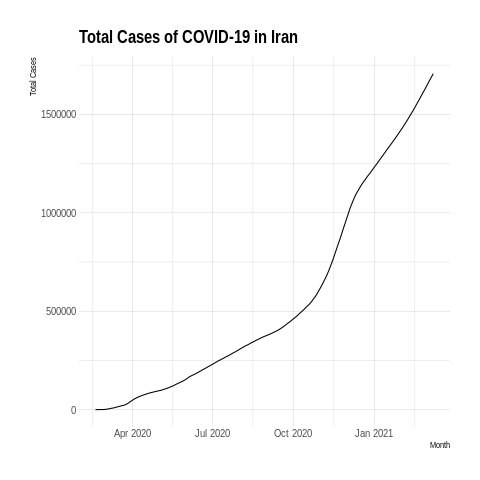 Total Cases of COVID-19 in Iran
Total Cases
1500000
1000000
500000
0
Apr 2020 Jul 2020 Oct 2020 Jan 2021
Month